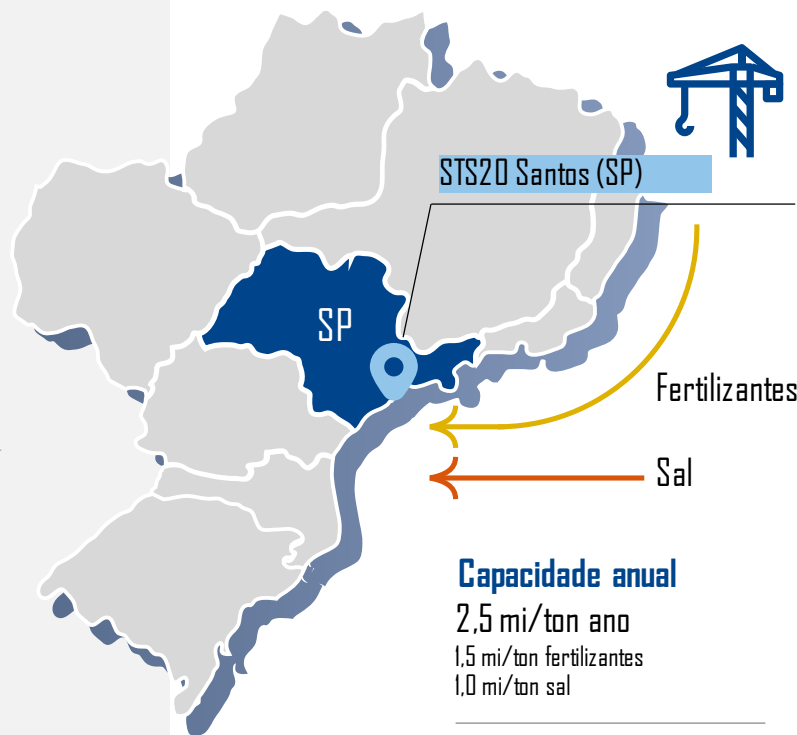 STS20 Santos (SP)
SP
Fertilizantes
Sal
Capacidade anual
2,5 mi/ton ano
1,5 mi/ton fertilizantes
1,0 mi/ton sal